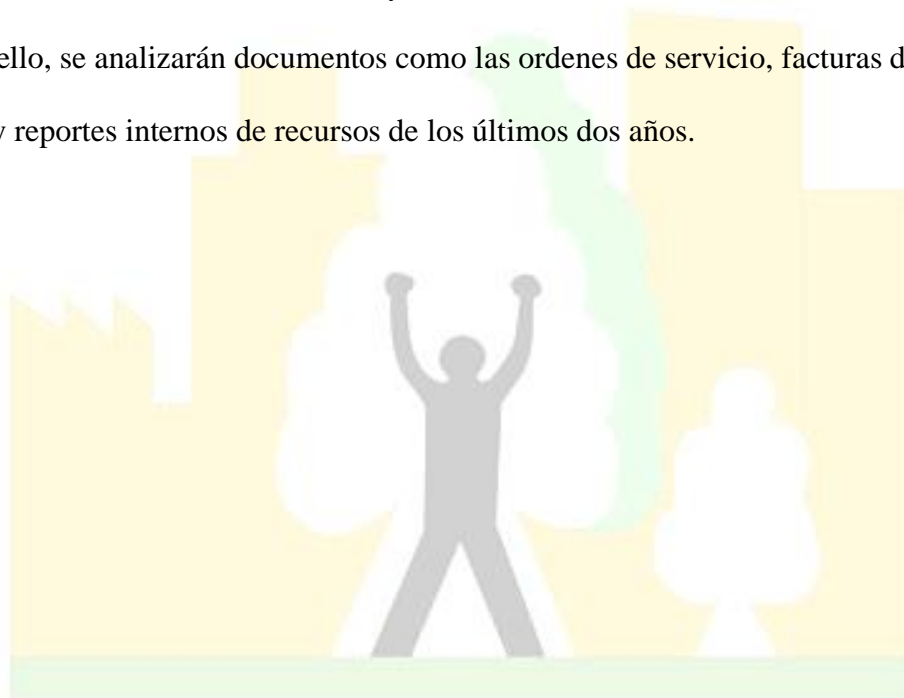 ello, se analizarán documentos como las ordenes de servicio, facturas d
y reportes internos de recursos de los últimos dos años.